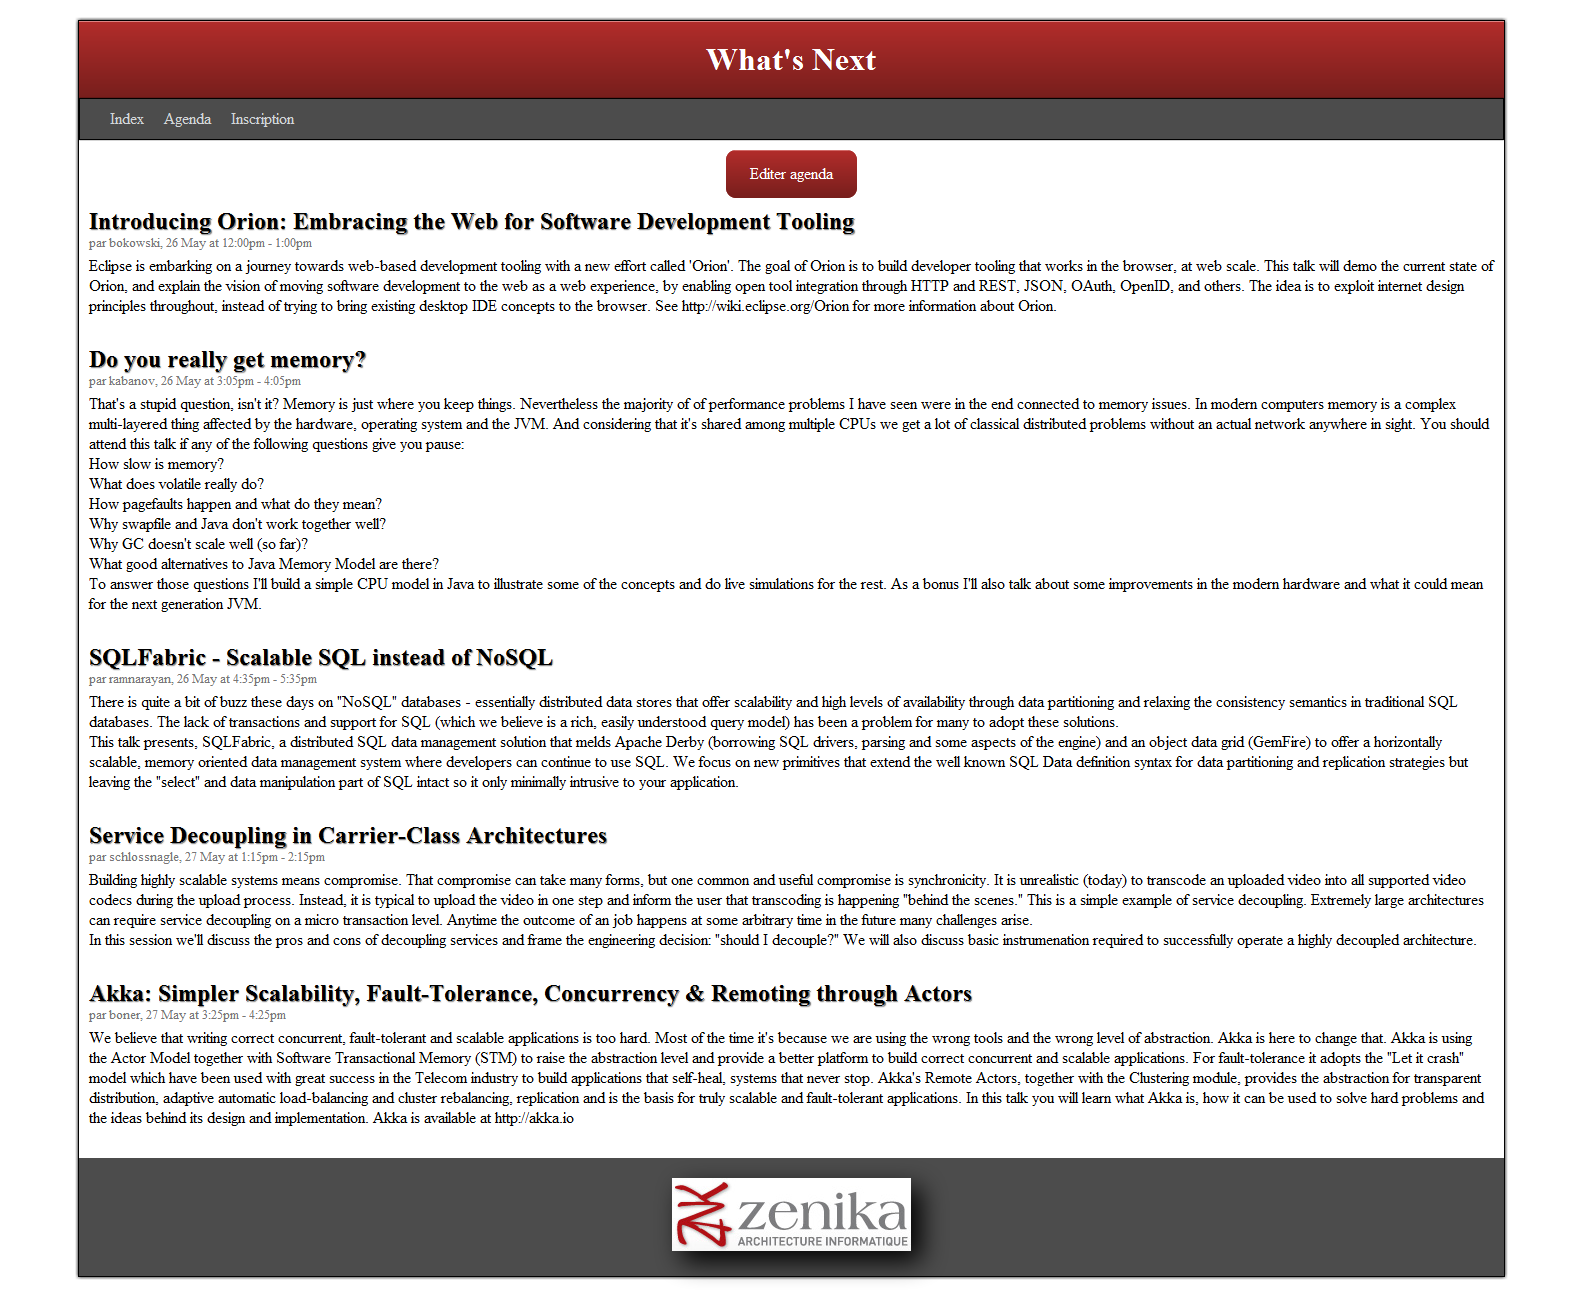 What's Next
Index Agenda Inscription
Editer agenda
Introducing Orion: Embracing the Web for Software Development Tooling
par bokowski, 26 May at 12:00pm - 1:00pm
Eclipse is embarking on a journey towards web-based development tooling with a new effort called 'Orion'. The goal of Orion is to build developer tooling that works in the browser, at web scale. This talk will demo the current state of
Orion, and explain the vision of moving software development to the web as a web experience, by enabling open tool integration through HTTP and REST, JSON, OAuth, OpenID, and others. The idea is to exploit internet design
principles throughout, instead of trying to bring existing desktop IDE concepts to the browser. See http://wiki.eclipse.org/Orion for more information about Orion.
Do you really get memory?
par kabanov, 26 May at 3:05pm - 4:05pm
That's a stupid question, isn't it? Memory is just where you keep things. Nevertheless the majority of of performance problems I have seen were in the end connected to memory issues. In modern computers memory is a complex
multi-layered thing affected by the hardware, operating system and the JVM. And considering that it's shared among multiple CPUs we get a lot of classical distributed problems without an actual network anywhere in sight. You should
attend this talk if any of the following questions give you pause:
How slow is memory?
What does volatile really do?
How pagefaults happen and what do they mean?
Why swapfile and Java don't work together well?
Why GC doesn't scale well (so far)?
What good alternatives to Java Memory Model are there?
To answer those questions I'll build a simple CPU model in Java to illustrate some of the concepts and do live simulations for the rest. As a bonus I'll also talk about some improvements in the modern hardware and what it could mean
for the next generation JVM.
SQLFabric - Scalable SQL instead of NoSQL
par ramnarayan, 26 May at 4:35pm - 5:35pm
There is quite a bit of buzz these days on "NoSQL" databases - essentially distributed data stores that offer scalability and high levels of availability through data partitioning and relaxing the consistency semantics in traditional SQL
databases. The lack of transactions and support for SQL (which we believe is a rich, easily understood query model) has been a problem for many to adopt these solutions.
This talk presents, SQLFabric, a distributed SQL data management solution that melds Apache Derby (borrowing SQL drivers, parsing and some aspects of the engine) and an object data grid (GemFire) to offer a horizontally
scalable, memory oriented data management system where developers can continue to use SQL. We focus on new primitives that extend the well known SQL Data definition syntax for data partitioning and replication strategies but
leaving the "select" and data manipulation part of SQL intact so it only minimally intrusive to your application.
Service Decoupling in Carrier-Class Architectures
par schlossnagle, 27 May at 1:15pm - 2:15pm
Building highly scalable systems means compromise. That compromise can take many forms, but one common and useful compromise is synchronicity. It is unrealistic (today) to transcode an uploaded video into all supported video
codecs during the upload process. Instead, it is typical to upload the video in one step and inform the user that transcoding is happening "behind the scenes." This is a simple example of service decoupling. Extremely large architectures
can require service decoupling on a micro transaction level. Anytime the outcome of an job happens at some arbitrary time in the future many challenges arise.
In this session we'll discuss the pros and cons of decoupling services and frame the engineering decision: "should I decouple?" We will also discuss basic instrumenation required to successfully operate a highly decoupled architecture.
Akka: Simpler Scalability, Fault-Tolerance, Concurrency & Remoting through Actors
par boner, 27 May at 3:25pm - 4:25pm
We believe that writing correct concurrent, fault-tolerant and scalable applications is too hard. Most of the time it's because we are using the wrong tools and the wrong level of abstraction. Akka is here to change that. Akka is using
the Actor Model together with Software Transactional Memory (STM) to raise the abstraction level and provide a better platform to build correct concurrent and scalable applications. For fault-tolerance it adopts the "Let it crash"
model which have been used with great success in the Telecom industry to build applications that self-heal, systems that never stop. Akka's Remote Actors, together with the Clustering module, provides the abstraction for transparent
distribution, adaptive automatic load-balancing and cluster rebalancing, replication and is the basis for truly scalable and fault-tolerant applications. In this talk you will learn what Akka is, how it can be used to solve hard problems and
the ideas behind its design and implementation. Akka is available at http://akka.io
zenika
ARCHITECTURE INFORMATIQUE